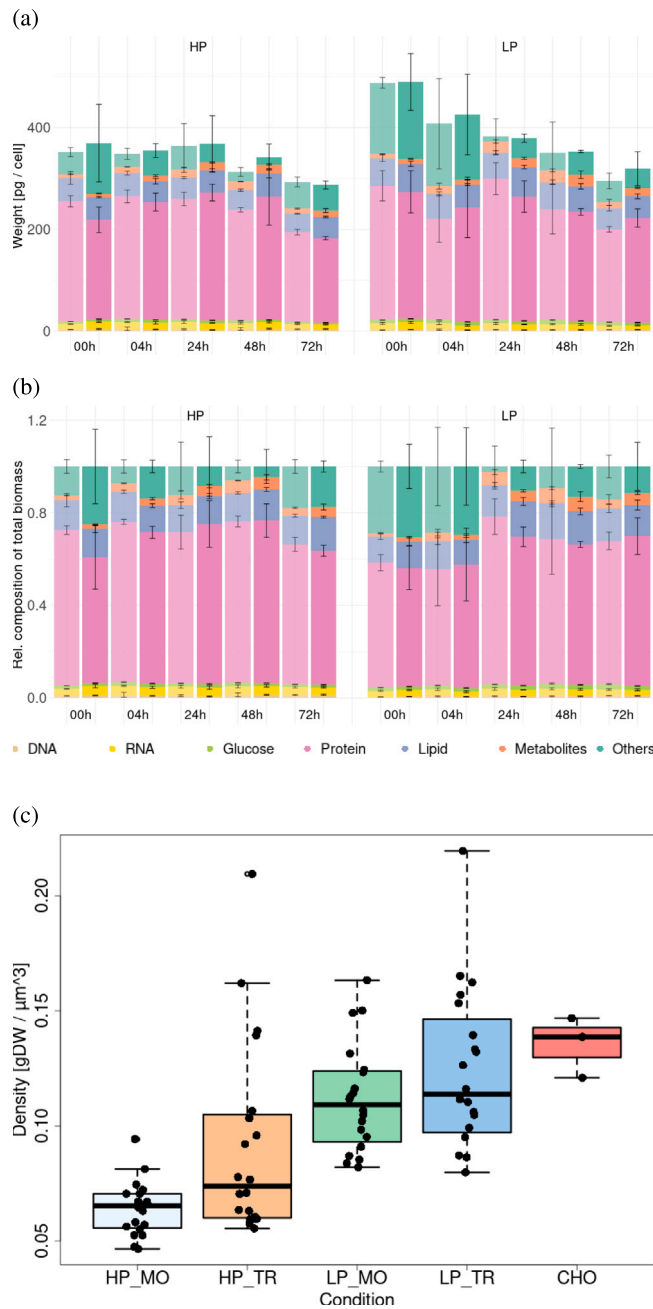 (a)
HP LP
Weight [pg / cell]
400
200
0
00h 04h 24h 48h 72h 00h 04h 24h 48h 72h
(b)
HP LP
Rel. composition of total biomass
1.2
0.8
0.4
0.0
00h 04h 24h 48h 72h 00h 04h 24h 48h 72h
DNA RNA Glucose Protein Lipid Metabolites Others
(c)
Density [gDW / µm^3]
0.20
0.15
0.10
0.05
HP_MO HP_TR LP_MO LP_TR CHO
Condition